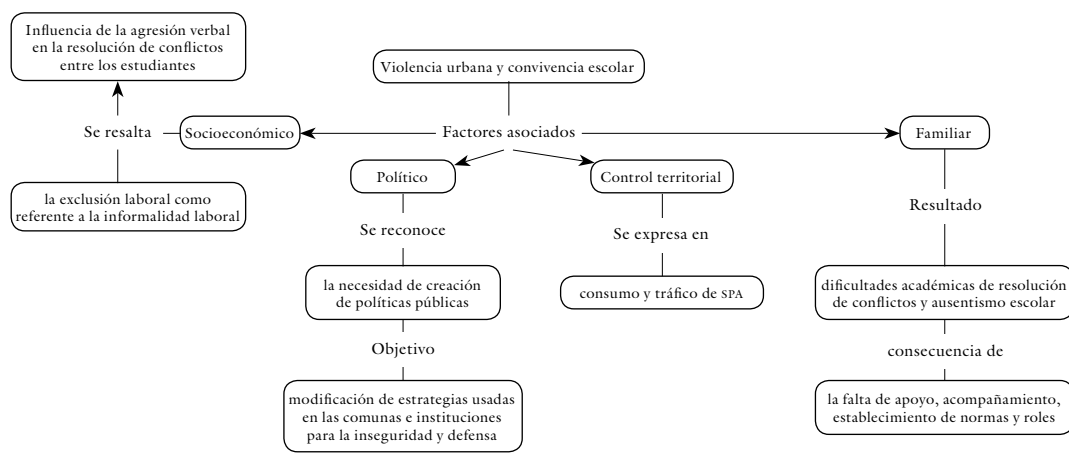 Influencia de la agresión verbal
en la resolución de conflictos
entre los estudiantes
Violencia urbana y convivencia escolar
Se resalta
Socioeconómico
Factores asociados
Familiar
Político
Control territorial
la exclusión laboral como
referente a la informalidad laboral
Resultado
Se reconoce
Se expresa en
la necesidad de creación
de políticas públicas
consumo y tráfico de SPA
dificultades académicas de resolución
de conflictos y ausentismo escolar
Objetivo
consecuencia de
modificación de estrategias usadas
en las comunas e instituciones
para la inseguridad y defensa
la falta de apoyo, acompañamiento,
establecimiento de normas y roles